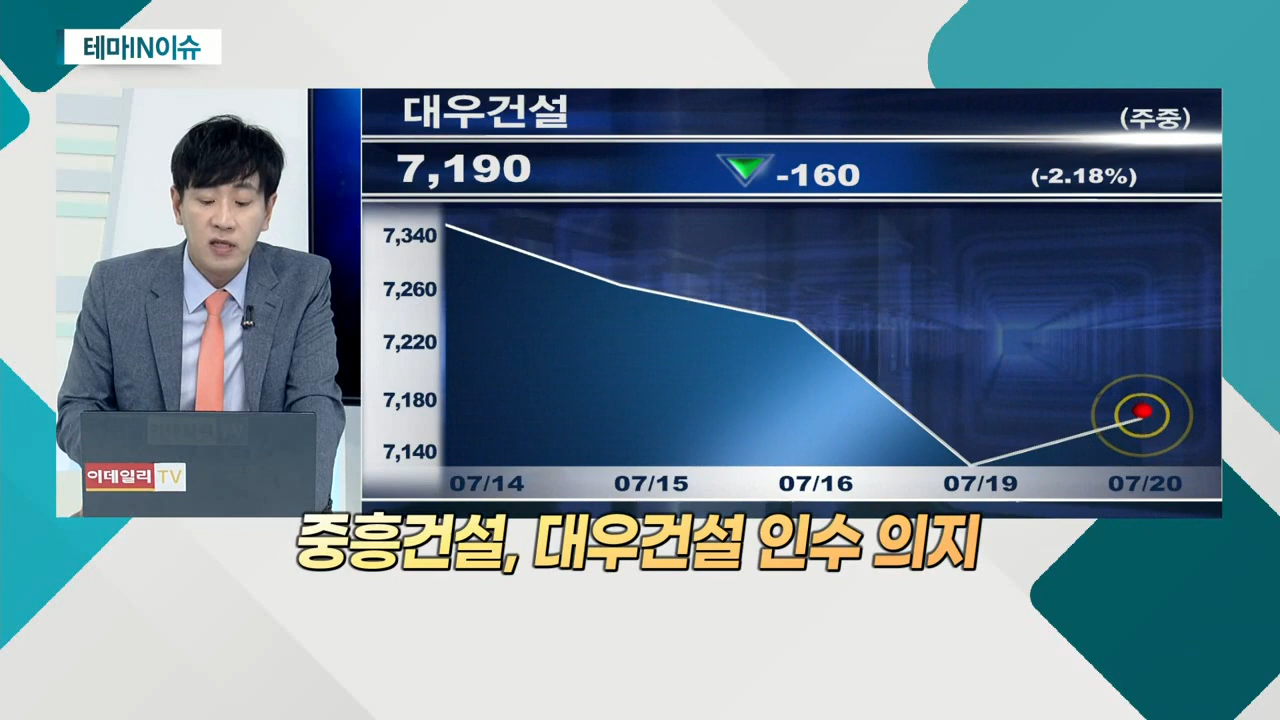 테마IN이슈
대우건설
(주중)
7,190
-160
(-2.18%)
7,340
7,260
7,220
7,180
7,140
07/14 07/15 07/16 07/19 07/20
이데일리 TV
중흥건설, 대우건설 인수 의지